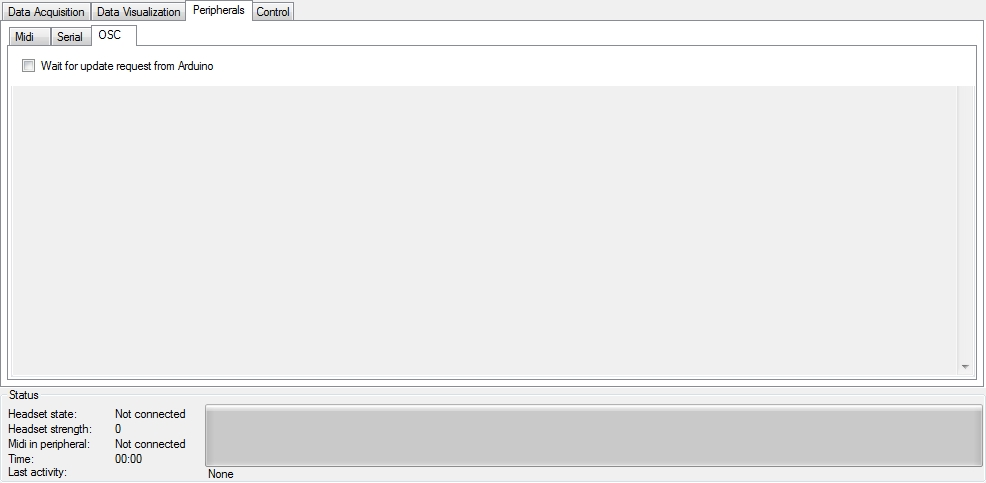 Data Acquisition Data Visualization Peripherals Control
Midi Serial OSC
Wait for update request from Arduino
Status
Headset state: Not connected
Headset strength: 0
Midi in peripheral: Not connected
Time: 00:00
Last activity: None